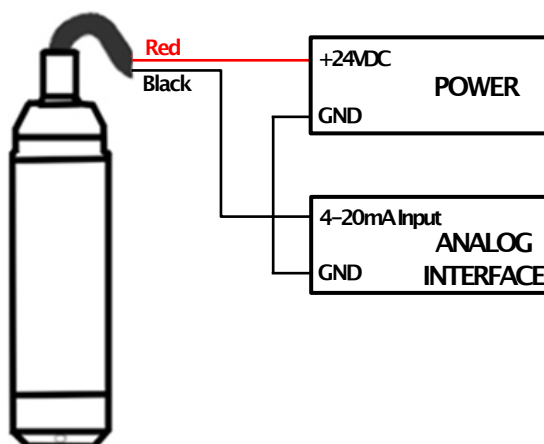 Red
Black
+24VDC
POWER
GND
4-20mA Input
ANALOG
INTERFACE
GND